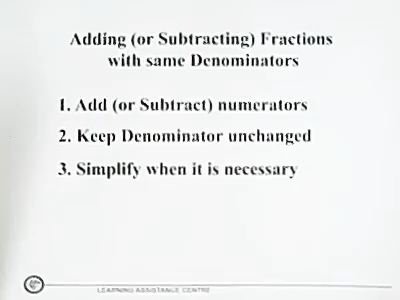 Adding (or Subtracting) Fractions
with same Denominators
1. Add (or Subtract) numerators
2. Keep Denominator unchanged
3. Simplify when it is necessary
LEARNING ASSISTANCE CENTRE